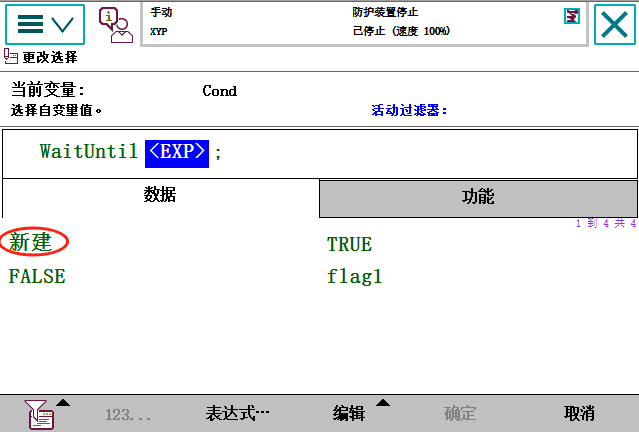 手动
防护装置停止
XYP
己停止 (速度 100%)
更改选择
当前变量: Cond
选择自变量值。
活动过滤器:
WaitUntil <EXP> ;
数据
功能
1 到 4 共 4
新建
TRUE
FALSE
flag1
123...
表达式…
编辑
确定
取消